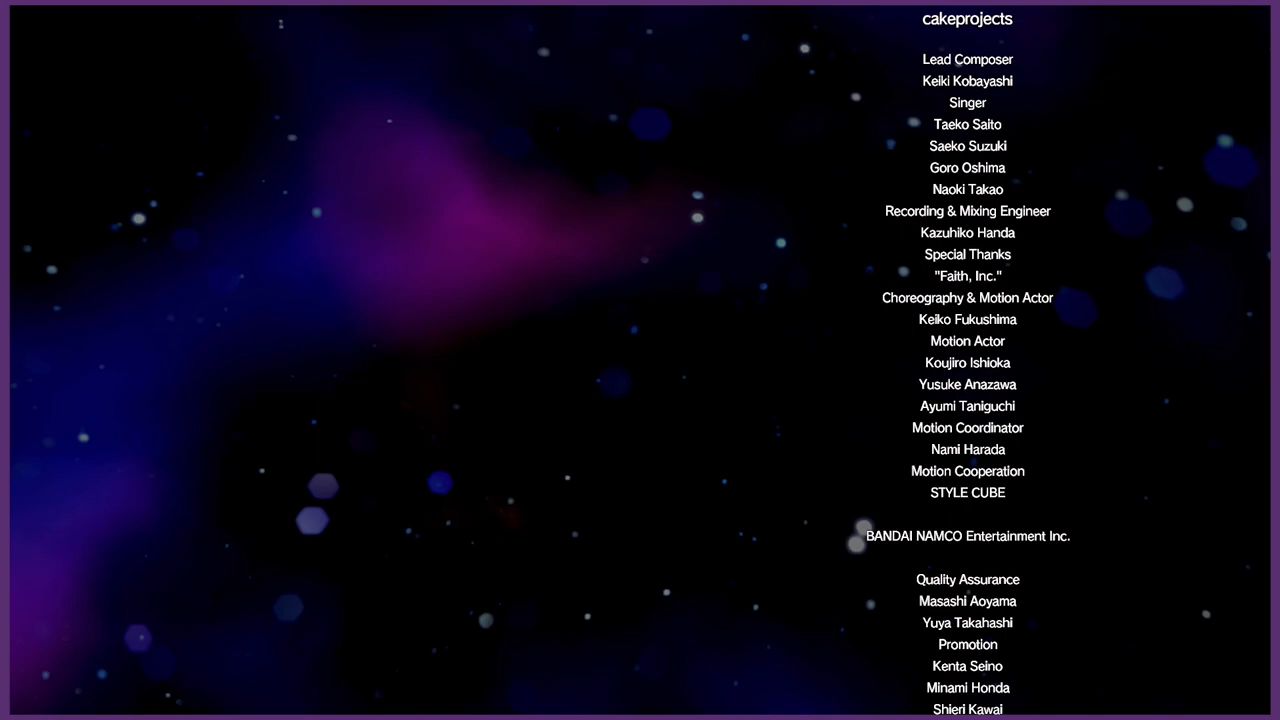 cakeprojects
Lead Composer
Keiki Kobayashi
Singer
Taeko Saito
Saeko Suzuki
Goro Oshima
Naoki Takao
Recording & Mixing Engineer
Kazuhiko Handa
Special Thanks
"Faith, Inc."
Choreography & Motion Actor
Keiko Fukushima
Motion Actor
Koujiro Ishioka
Yusuke Anazawa
Ayumi Taniguchi
Motion Coordinator
Nami Harada
Motion Cooperation
STYLE CUBE
BANDAI NAMCO Entertainment Inc.
Quality Assurance
Masashi Aoyama
Yuya Takahashi
Promotion
Kenta Seino
Minami Honda
Shieri Kawai